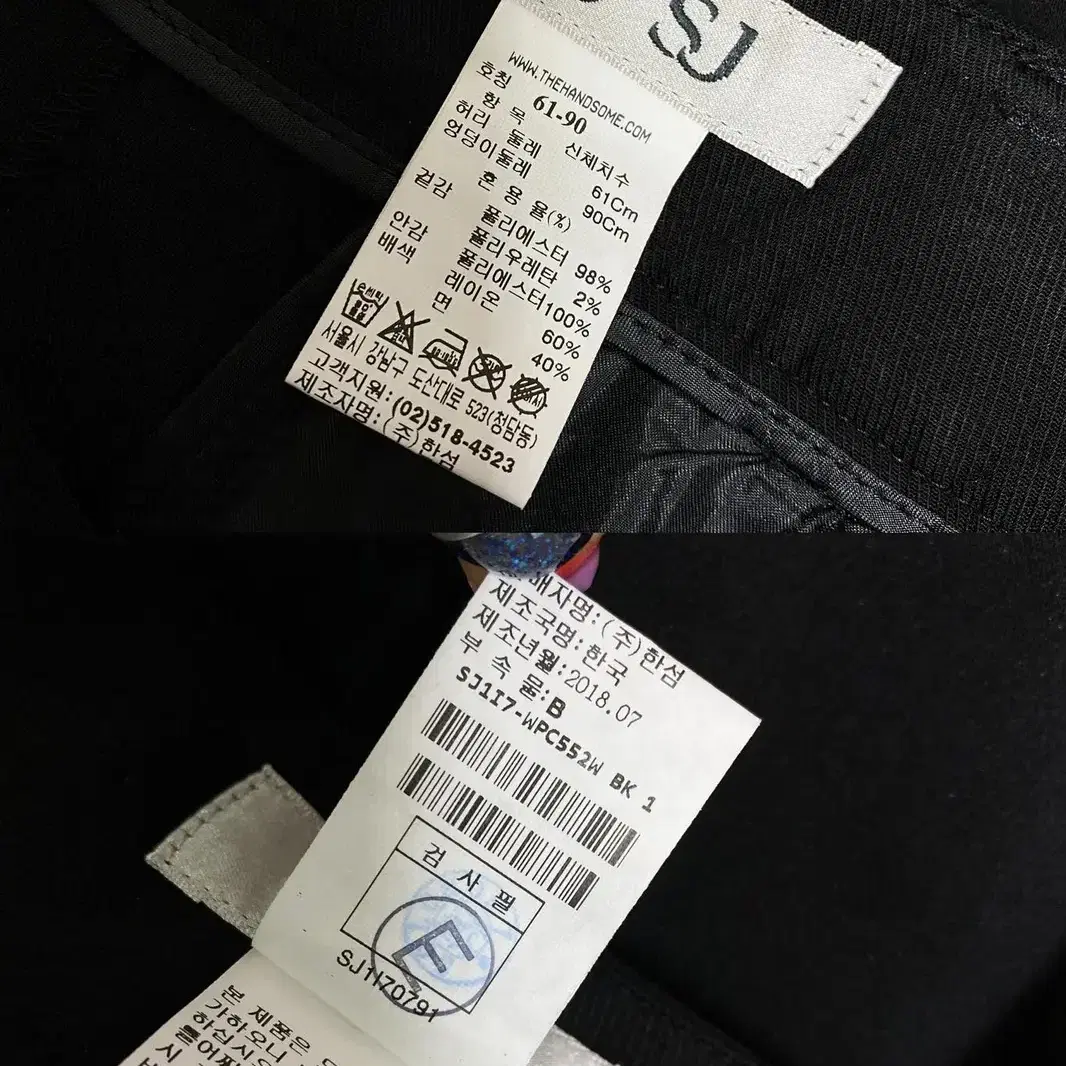 SJ
WWW.THEHANDSOME.COM
호칭 61-90
항 목 신체치수
허리 둘레 61Cm
엉덩이둘레 90Cm
혼 용 율(%)
겉감 폴리에스터 98%
폴리우레탄 2%
안감 폴리에스터100%
배색 레이온 60%
면 40%
서울시 강남구 도산대로 523(청담동)
고객지원:(02)518-4523
제조자명:(주)한섬
매자명:(주)한섬
제조국명:한국
제조년월:2018.07
부 속 물:B
SJ1I7-WPC552W BK 1
검 사 필
E
SJ1I70791
본 제품은
가하오니
하십시오